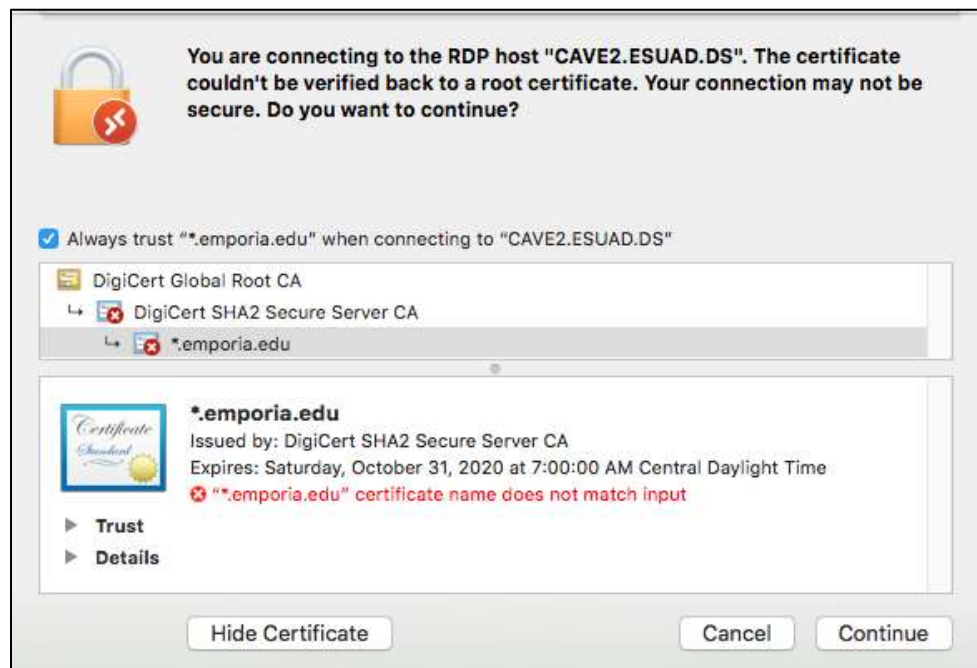 You are connecting to the RDP host "CAVE2.ESUAD.DS". The certificate
couldn't be verified back to a root certificate. Your connection may not be
secure. Do you want to continue?
Always trust “*.emporia.edu” when connecting to “CAVE2.ESUAD.DS”
DigiCert Global Root CA
DigiCert SHA2 Secure Server CA
*.emporia.edu
Certificate
Standard
*.emporia.edu
Issued by: DigiCert SHA2 Secure Server CA
Expires: Saturday, October 31, 2020 at 7:00:00 AM Central Daylight Time
“*.emporia.edu” certificate name does not match input
Trust
Details
Hide Certificate
Cancel
Continue